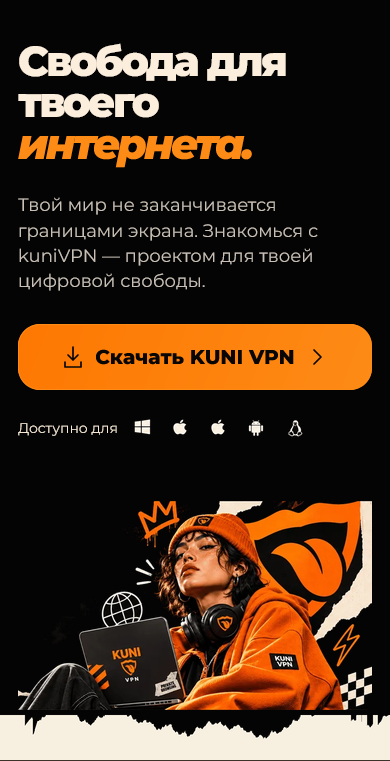 Свобода для
твоего
интернета.
Твой мир не заканчивается
границами экрана. Знакомься с
kuniVPN — проектом для твоей
цифровой свободы.
Скачать KUNI VPN
Доступно для
KUNI
VPN
KUNI
VPN